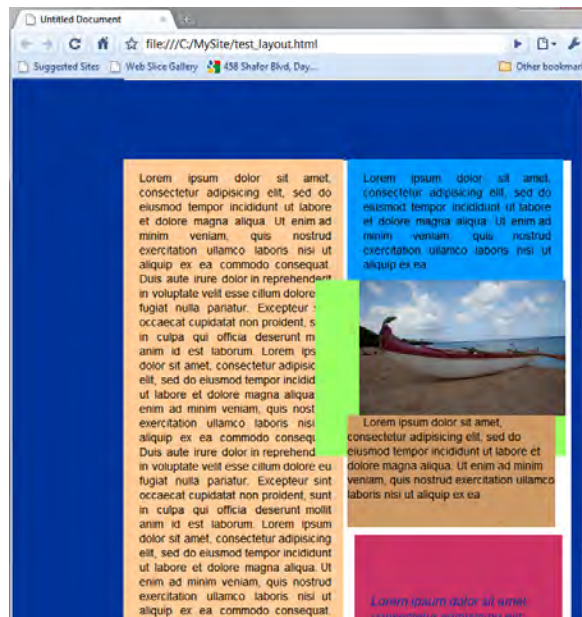 Untitled Document
file:///C:/MySite/test_layout.html
Suggested Sites
Web Slice Gallery
458 Shafor Blvd, Day...
Other bookmar
Lorem ipsum dolor sit amet,
consectetur adipisicing elit, sed do
eiusmod tempor incididunt ut labore
et dolore magna aliqua. Ut enim ad
minim veniam, quis nostrud
exercitation ullamco laboris nisi ut
aliquip ex ea commodo consequat.
Duis aute irure dolor in reprehenderit
in voluptate velit esse cillum dolore
fugiat nulla pariatur. Excepteur
occaecat cupidatat non proident, s
in culpa qui officia deserunt m
anim id est laborum. Lorem ips
dolor sit amet, consectetur adipisic
elit, sed do eiusmod tempor incidid
ut labore et dolore magna aliqua
enim ad minim veniam, quis nost
exercitation ullamco laboris nisi
aliquip ex ea commodo consequ
Duis aute irure dolor in reprehend
in voluptate velit esse cillum dolore eu
fugiat nulla pariatur. Excepteur sint
occaecat cupidatat non proident, sunt
in culpa qui officia deserunt mollit
anim id est laborum. Lorem ipsum
dolor sit amet, consectetur adipisicing
elit, sed do eiusmod tempor incididunt
ut labore et dolore magna aliqua. Ut
enim ad minim veniam, quis nostrud
exercitation ullamco laboris nisi ut
aliquip ex ea commodo consequat.
Lorem ipsum dolor sit amet,
consectetur adipisicing elit, sed do
eiusmod tempor incididunt ut labore
et dolore magna aliqua. Ut enim ad
minim veniam, quis nostrud
exercitation ullamco laboris nisi ut
aliquip ex ea
Lorem ipsum dolor sit amet,
consectetur adipisicing elit, sed do
eiusmod tempor incididunt ut labore et
dolore magna aliqua. Ut enim ad minim
veniam, quis nostrud exercitation ullamco
laboris nisi ut aliquip ex ea
Lorem ipsum dolor sit amet,